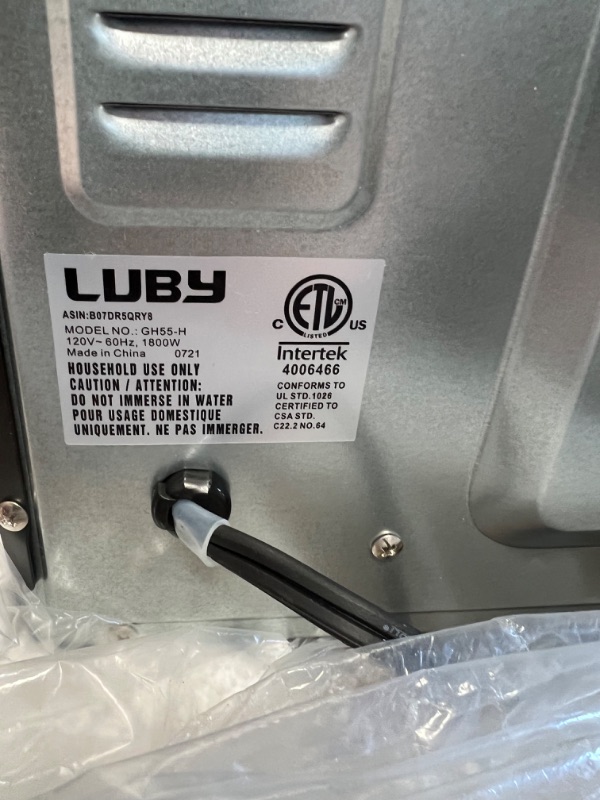 LUBY
ASIN:B07DR5QRY8
MODEL NO.: GH55-H
120V~ 60Hz, 1800W
Made in China 0721
HOUSEHOLD USE ONLY
CAUTION / ATTENTION:
DO NOT IMMERSE IN WATER
POUR USAGE DOMESTIQUE
UNIQUEMENT. NE PAS IMMERGER.
ETL CM
LISTED
C US
Intertek
4006466
CONFORMS TO
UL STD.1026
CERTIFIED TO
CSA STD.
C22.2 NO.64